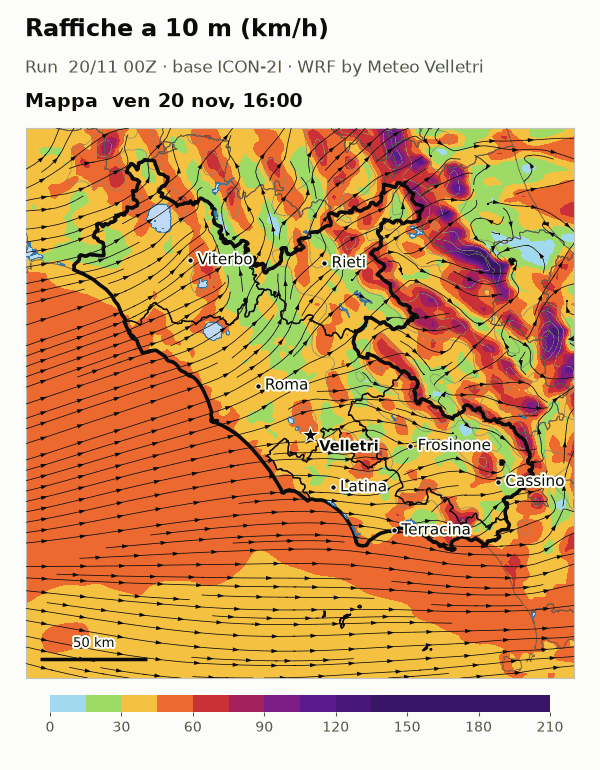 Raffiche a 10 m (km/h)
Run  20/11 00Z · base ICON-2I · WRF by Meteo Velletri
Mappa  ven 20 nov, 16:00
Viterbo
Rieti
Roma
Velletri
Frosinone
Latina
Cassino
Terracina
50 km
0 30 60 90 120 150 180 210